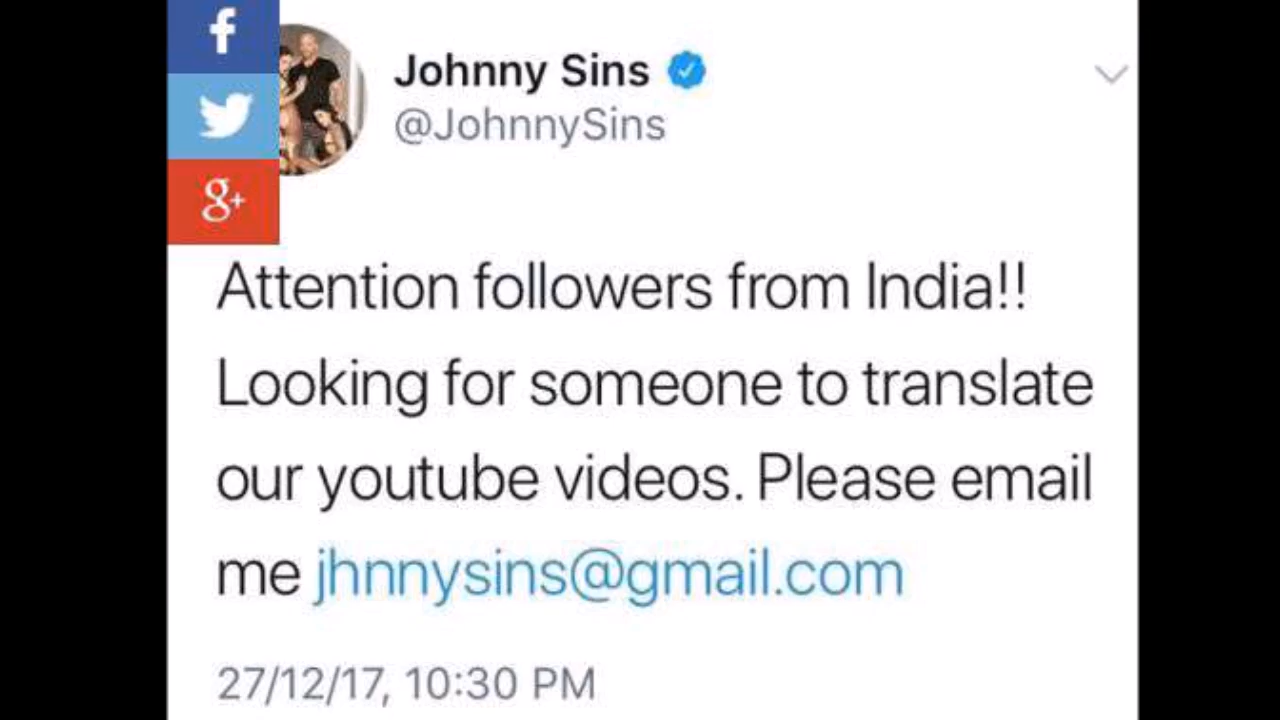 f
Johnny Sins
@JohnnySins
g+
Attention followers from India!!
Looking for someone to translate
our youtube videos. Please email
me jhnnysins@gmail.com
27/12/17, 10:30 PM